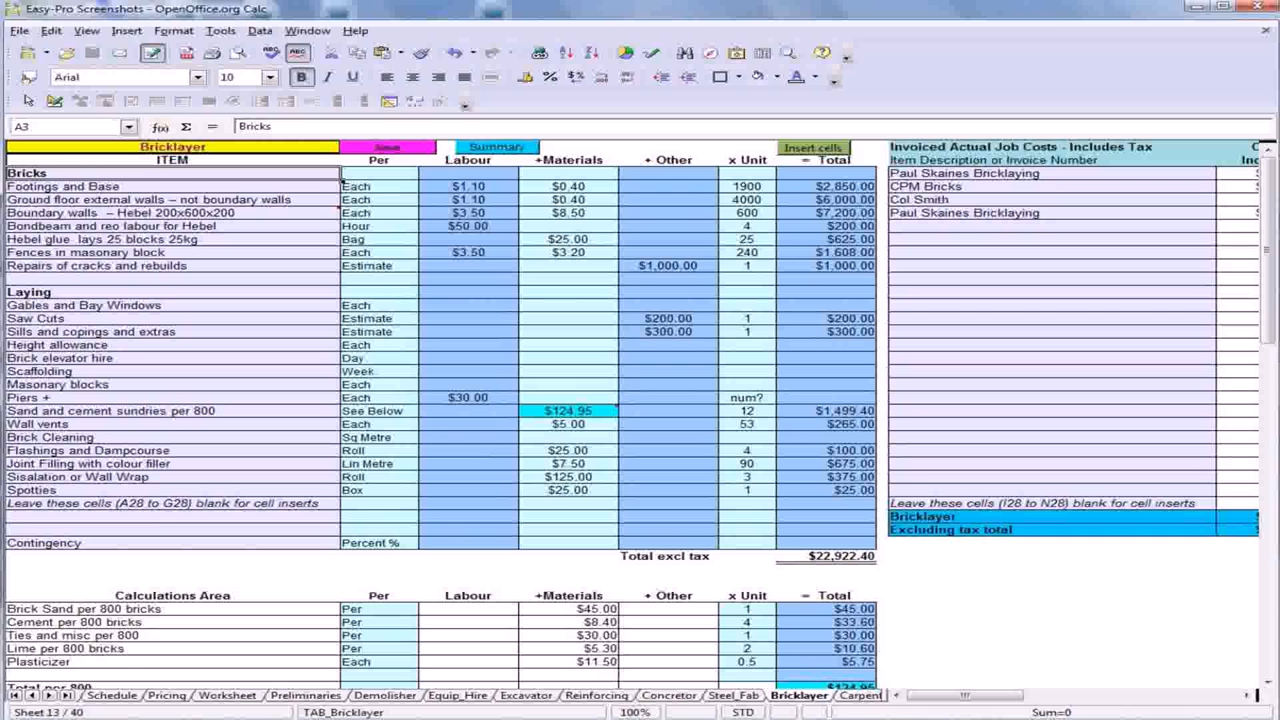 Easy-Pro Screenshots - OpenOffice.org Calc
File Edit View Insert Format Tools Data Window Help
Arial 10 B I U
A3 f(x) Σ = Bricks
Bricklayer Summary Insert cells Invoiced Actual Job Costs - Includes Tax
ITEM Per Labour +Materials + Other x Unit = Total Item Description or Invoice Number
Bricks Paul Skaines Bricklaying
Footings and Base Each $1.10 $0.40 1900 $2,850.00 CPM Bricks
Ground floor external walls – not boundary walls Each $1.10 $0.40 4000 $6,000.00 Col Smith
Boundary walls – Hebel 200x600x200 Each $3.50 $8.50 600 $7,200.00 Paul Skaines Bricklaying
Bondbeam and reo labour for Hebel Hour $50.00 4 $200.00
Hebel glue lays 25 blocks 25kg Bag $25.00 25 $625.00
Fences in masonary block Each $3.50 $3.20 240 $1,608.00
Repairs of cracks and rebuilds Estimate $1,000.00 1 $1,000.00
Laying
Gables and Bay Windows Each
Saw Cuts Estimate $200.00 1 $200.00
Sills and copings and extras Estimate $300.00 1 $300.00
Height allowance Each
Brick elevator hire Day
Scaffolding Week
Masonary blocks Each
Piers + Each $30.00 num?
Sand and cement sundries per 800 See Below $124.95 12 $1,499.40
Wall vents Each $5.00 53 $265.00
Brick Cleaning Sq Metre
Flashings and Dampcourse Roll $25.00 4 $100.00
Joint Filling with colour filler Lin Metre $7.50 90 $675.00
Sisalation or Wall Wrap Roll $125.00 3 $375.00
Spotties Box $25.00 1 $25.00
Leave these cells (A28 to G28) blank for cell inserts Leave these cells (I28 to N28) blank for cell inserts
Bricklayer
Excluding tax total
Contingency Percent %
Total excl tax $22,922.40
Calculations Area Per Labour +Materials + Other x Unit = Total
Brick Sand per 800 bricks Per $45.00 1 $45.00
Cement per 800 bricks Per $8.40 4 $33.60
Ties and misc per 800 Per $30.00 1 $30.00
Lime per 800 bricks Per $5.30 2 $10.60
Plasticizer Each $11.50 0.5 $5.75
Total per 800 $124.95
Schedule Pricing Worksheet Preliminaries Demolisher Equip_Hire Excavator Reinforcing Concretor Steel_Fab Bricklayer Carpent
Sheet 13 / 40 TAB_Bricklayer 100% STD Sum=0